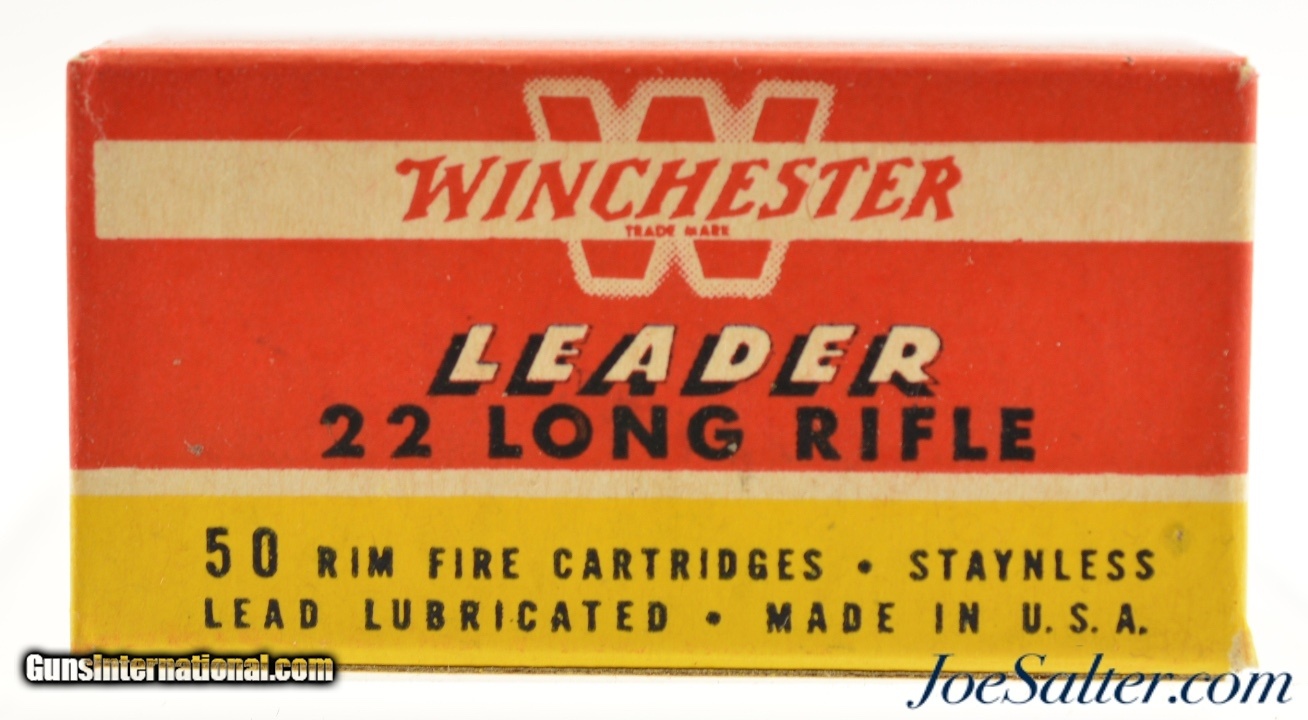 W
WINCHESTER
TRADE MARK
LEADER
22 LONG RIFLE
50 RIM FIRE CARTRIDGES • STAYNLESS
LEAD LUBRICATED • MADE IN U.S.A.
GunsInternational.com
JoeSalter.com